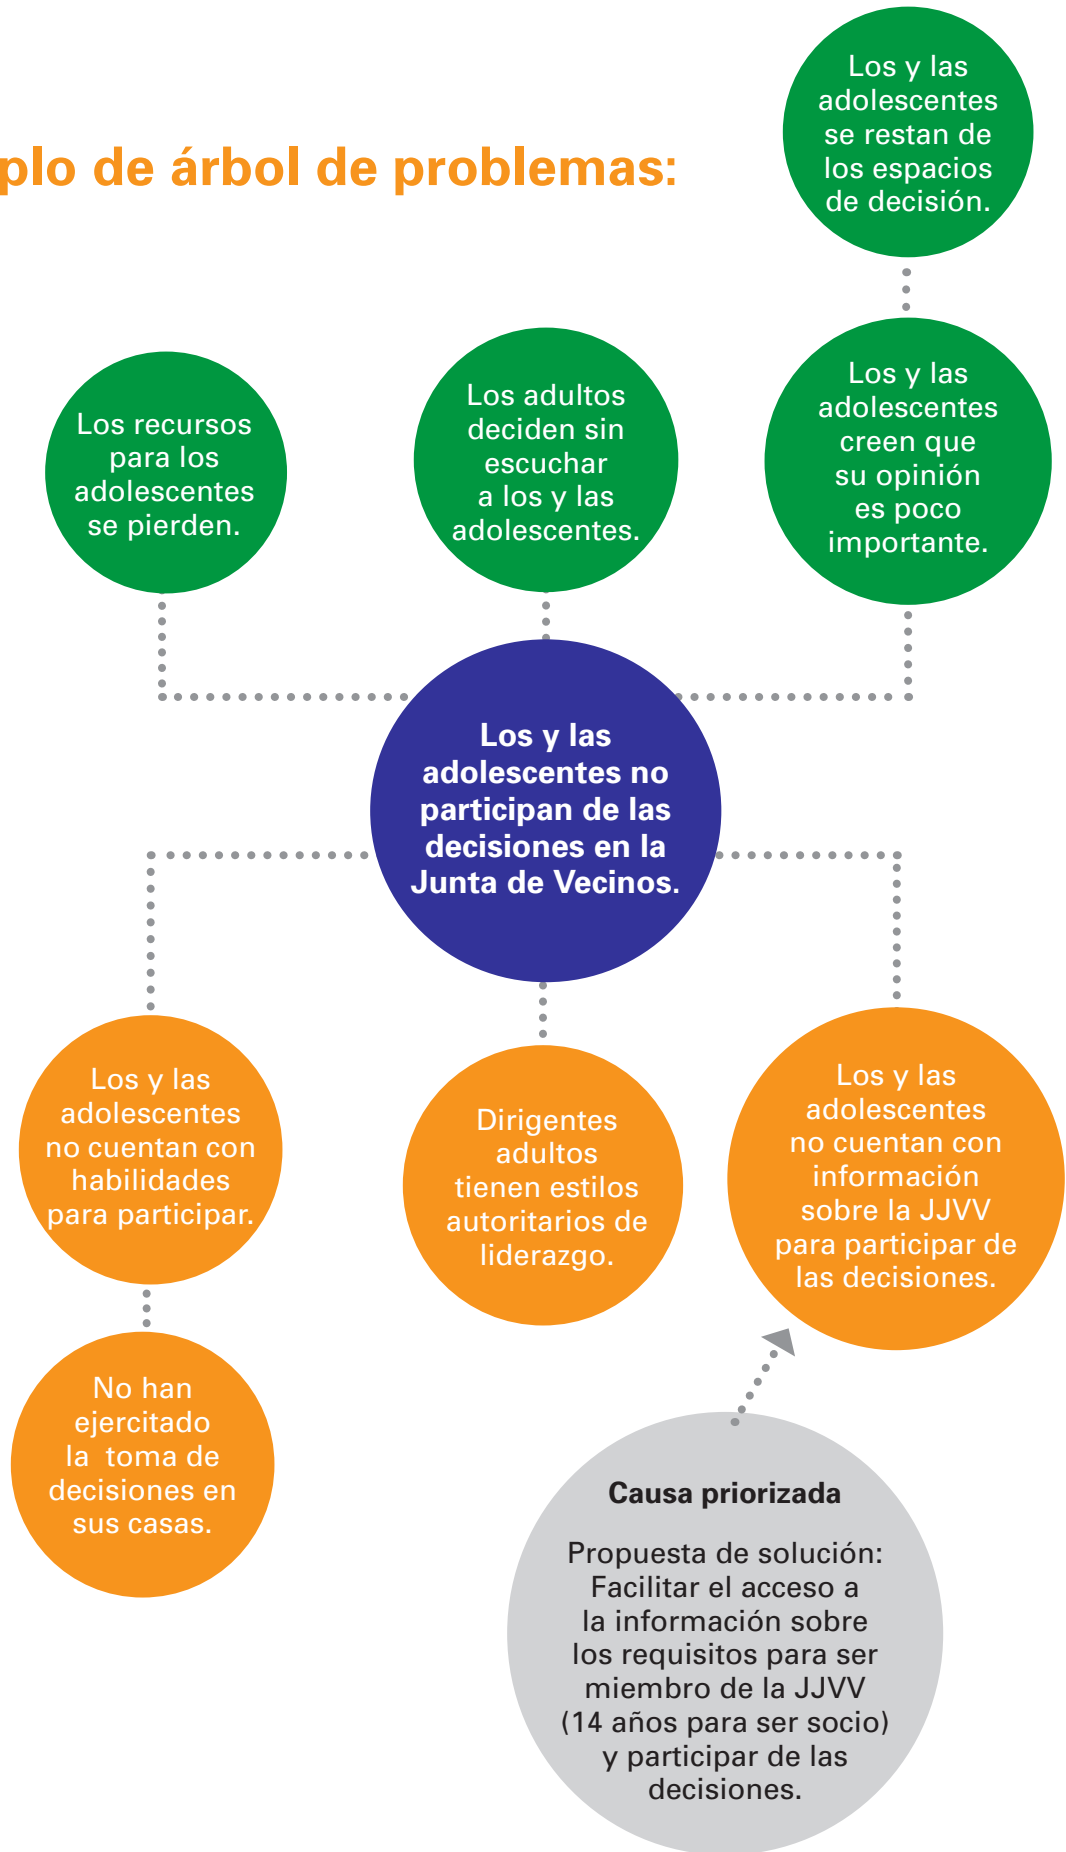 plo de árbol de problemas:
Los y las
adolescentes
se restan de
los espacios
de decisión.
Los recursos
para los
adolescentes
se pierden.
Los adultos
deciden sin
escuchar
a los y las
adolescentes.
Los y las
adolescentes
creen que
su opinión
es poco
importante.
Los y las
adolescentes no
participan de las
decisiones en la
Junta de Vecinos.
Los y las
adolescentes
no cuentan con
habilidades
para participar.
Dirigentes
adultos
tienen estilos
autoritarios de
liderazgo.
Los y las
adolescentes
no cuentan con
información
sobre la JJVV
para participar de
las decisiones.
No han
ejercitado
la toma de
decisiones en
sus casas.
Causa priorizada
Propuesta de solución:
Facilitar el acceso a
la información sobre
los requisitos para ser
miembro de la JJVV
(14 años para ser socio)
y participar de las
decisiones.